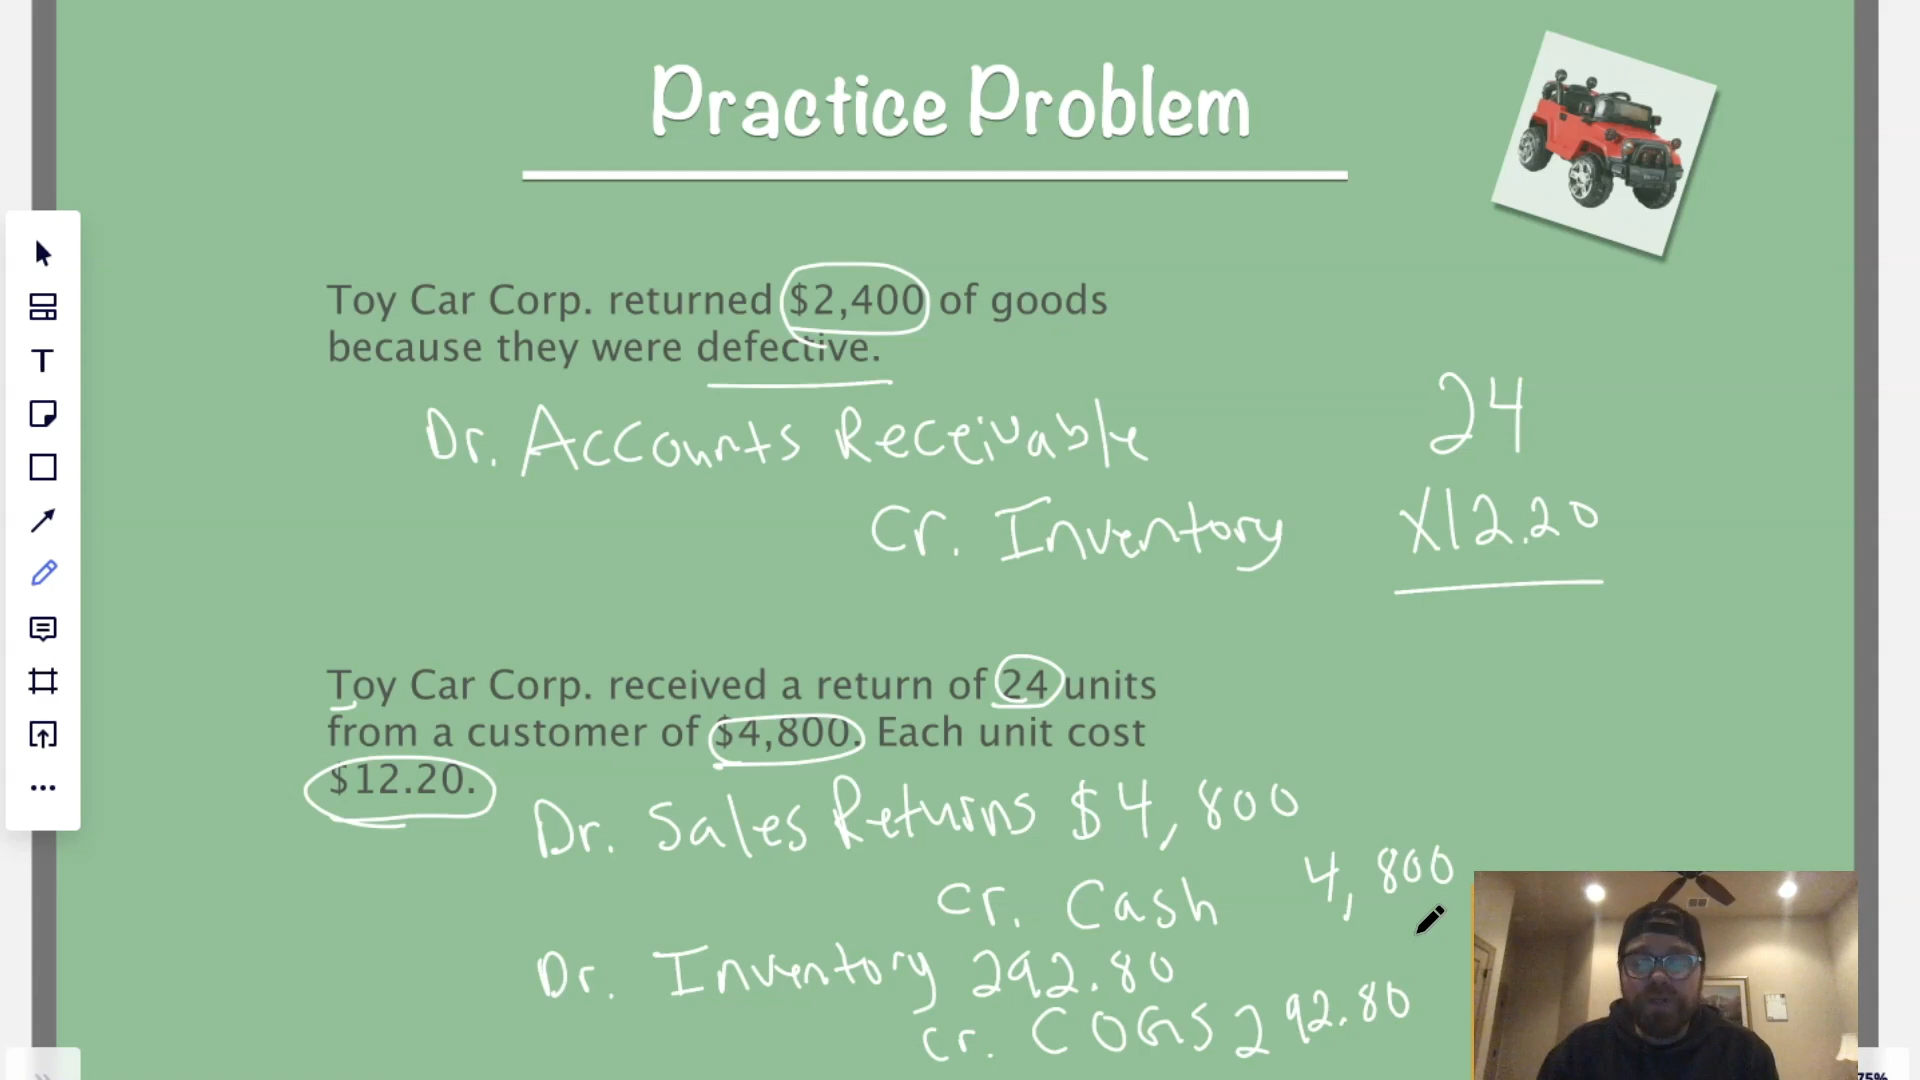 Practice Problem
Toy Car Corp. returned $2,400 of goods
because they were defective.
Dr. Accounts Receivable
Cr. Inventory
24
X12.20
Toy Car Corp. received a return of 24 units
from a customer of $4,800. Each unit cost
$12.20.
Dr. Sales Returns $4,800
Cr. Cash 4,800
Dr. Inventory 292.80
Cr. COGS 292.80
T
75%